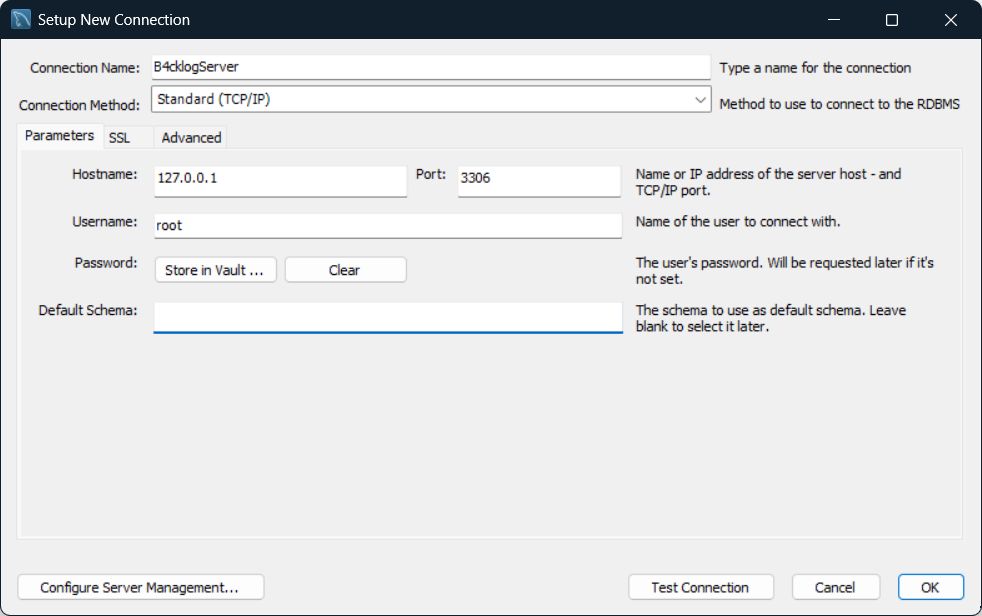 Setup New Connection
Connection Name: B4cklogServer Type a name for the connection
Connection Method: Standard (TCP/IP) Method to use to connect to the RDBMS
Parameters SSL Advanced
Hostname: 127.0.0.1 Port: 3306 Name or IP address of the server host - and
TCP/IP port.
Username: root Name of the user to connect with.
Password: Store in Vault ... Clear The user's password. Will be requested later if it's
not set.
Default Schema: The schema to use as default schema. Leave
blank to select it later.
Configure Server Management... Test Connection Cancel OK